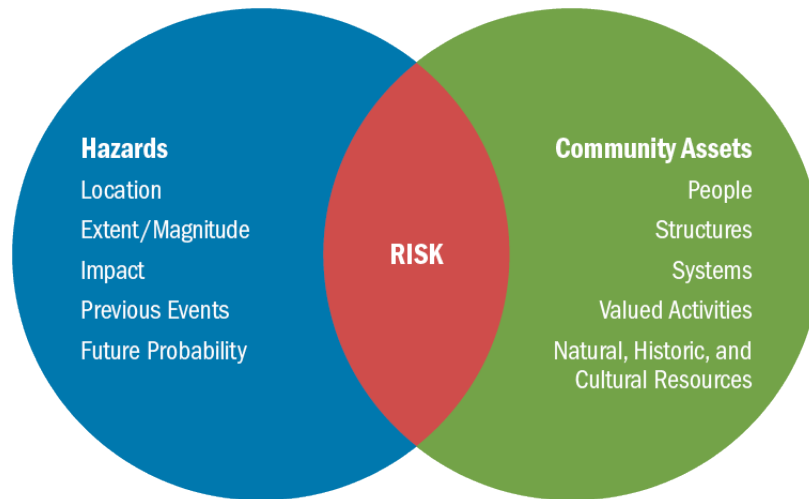 Hazards
Location
Extent/Magnitude
Impact
Previous Events
Future Probability
RISK
Community Assets
People
Structures
Systems
Valued Activities
Natural, Historic, and
Cultural Resources